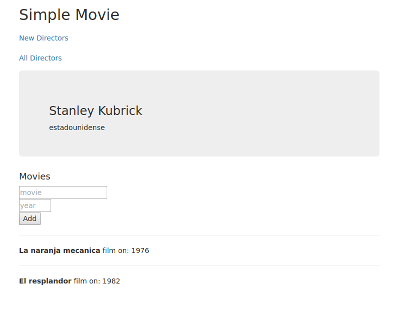 Simple Movie
New Directors
All Directors
Stanley Kubrick
estadounidense
Movies
movie
year
Add
La naranja mecanica film on: 1976
El resplandor film on: 1982